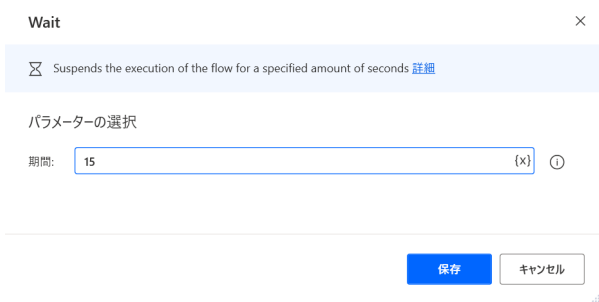 Wait
Suspends the execution of the flow for a specified amount of seconds 詳細
パラメーターの選択
期間: 15 {x}
保存 キャンセル